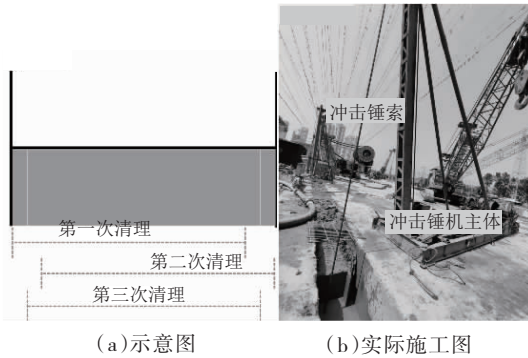 第一次清理
第二次清理
第三次清理
冲击锤索
冲击锤机主体
(a)示意图
(b)实际施工图